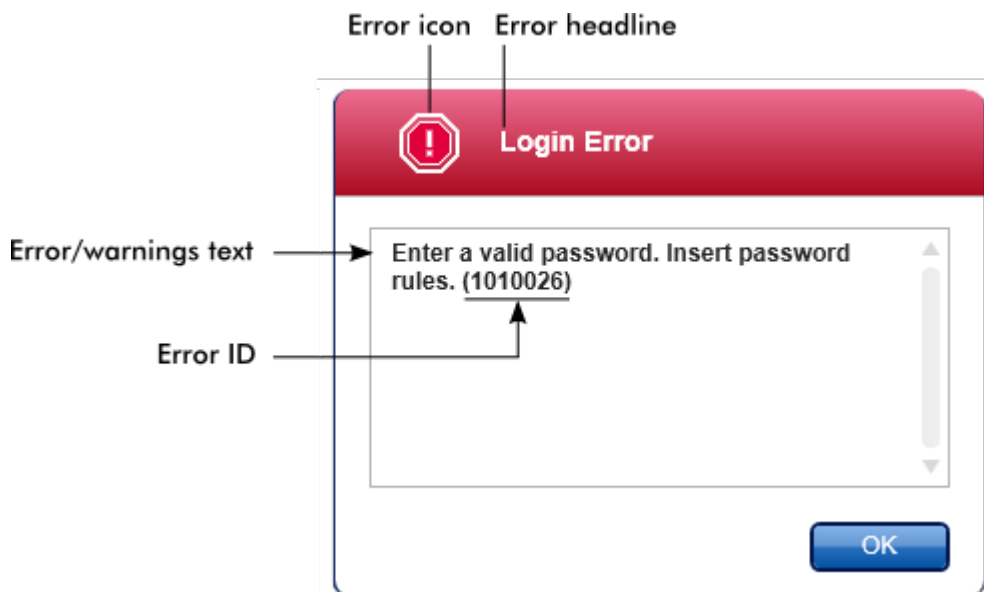 Error icon
Error headline
Login Error
Error/warnings text
Enter a valid password. Insert password
rules. (1010026)
Error ID
OK